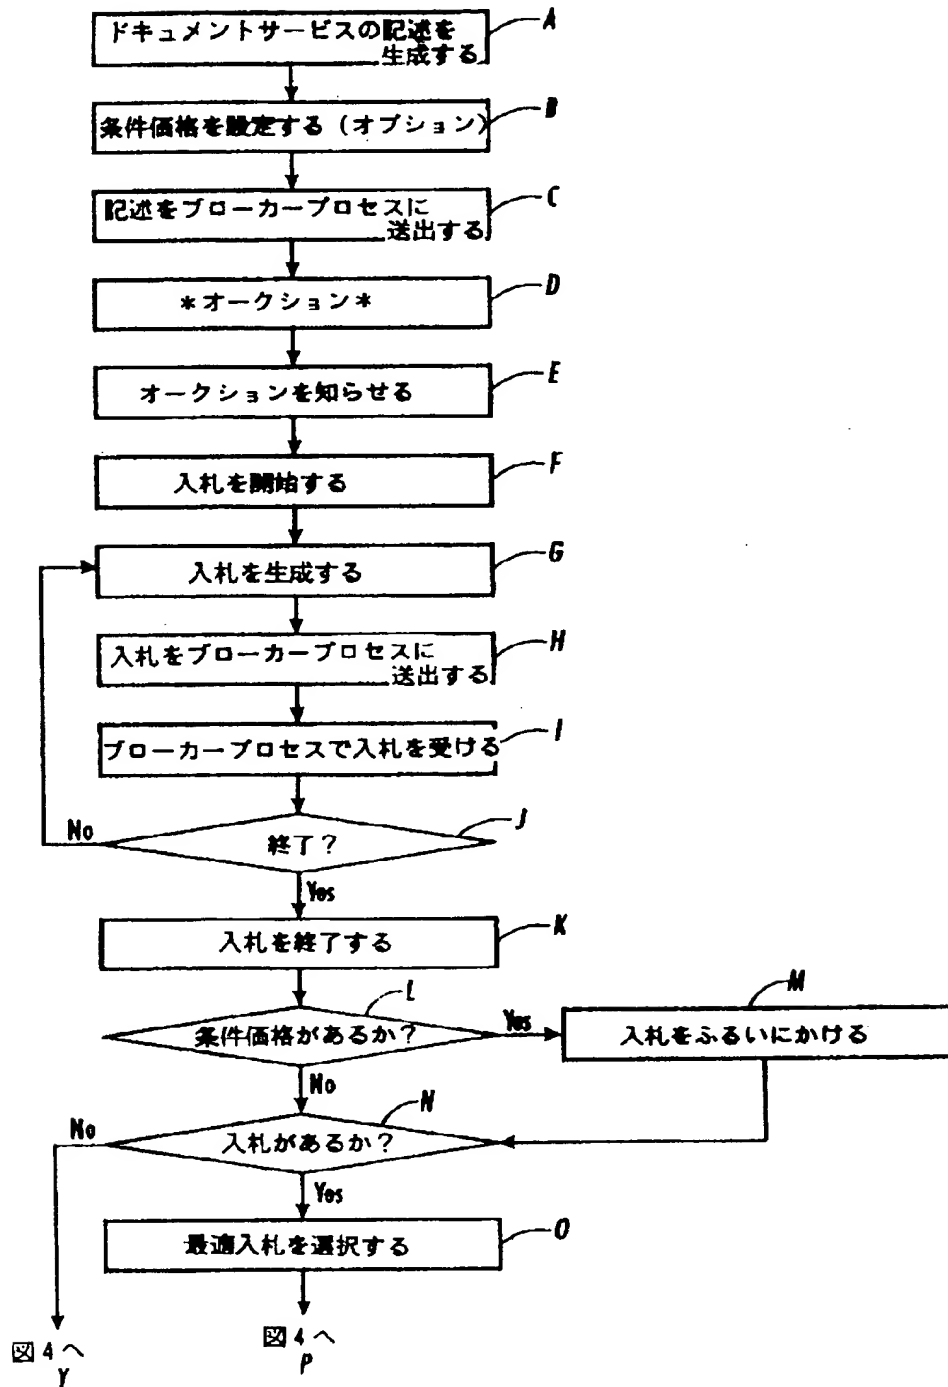 ドキュメントサービスの記述を
生成する
A
条件価格を設定する（オプション）
B
記述をブローカープロセスに
送出する
C
＊オークション＊
D
オークションを知らせる
E
入札を開始する
F
入札を生成する
G
入札をブローカープロセスに
送出する
H
ブローカープロセスで入札を受ける
I
終了？
J
No
Yes
入札を終了する
K
条件価格があるか？
L
Yes
入札をふるいにかける
M
No
入札があるか？
N
No
Yes
最適入札を選択する
O
図4へ
Y
図4へ
P